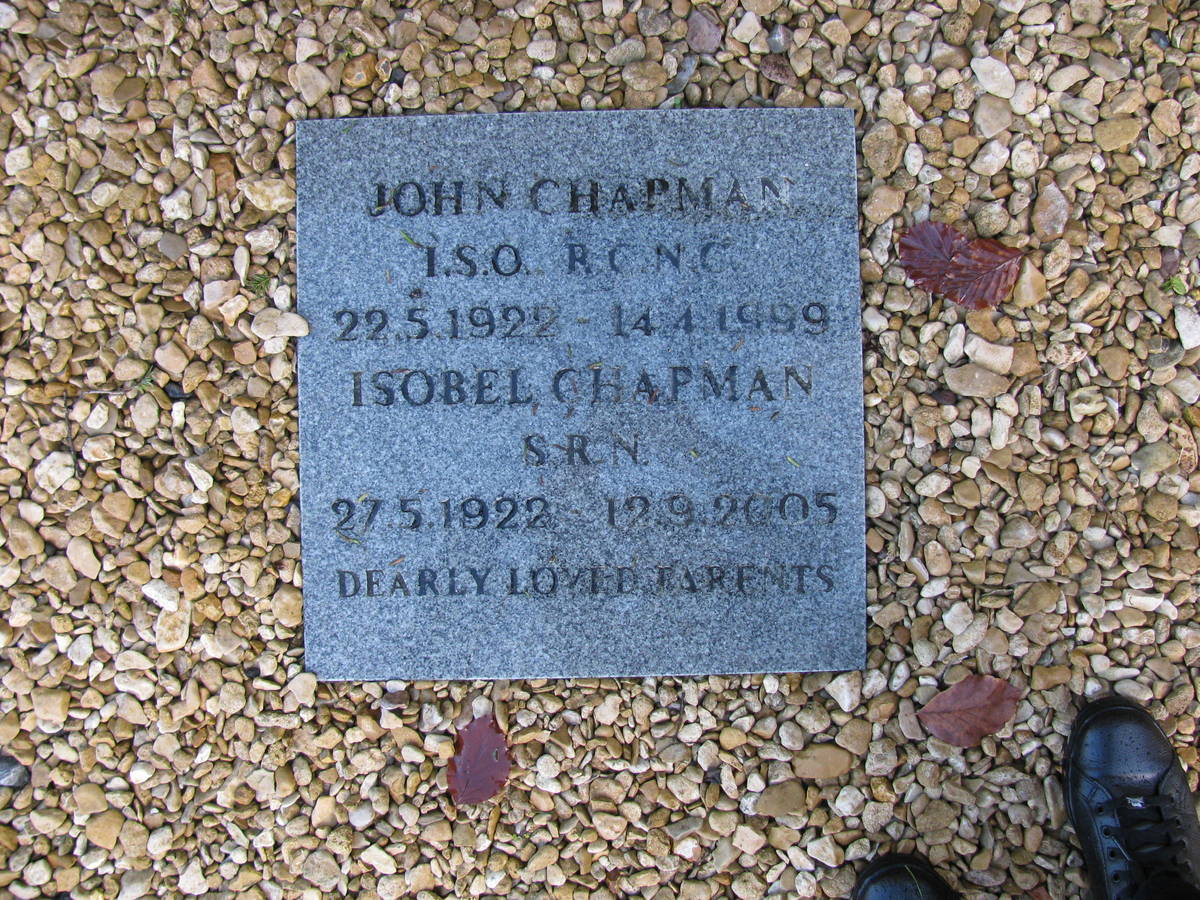 JOHN CHAPMAN
I.S.O. R.C.N.C.
22.5.1922 - 14.4.1999
ISOBEL CHAPMAN
S.R.N.
27.5.1922 - 12.9.2005
DEARLY LOVED PARENTS